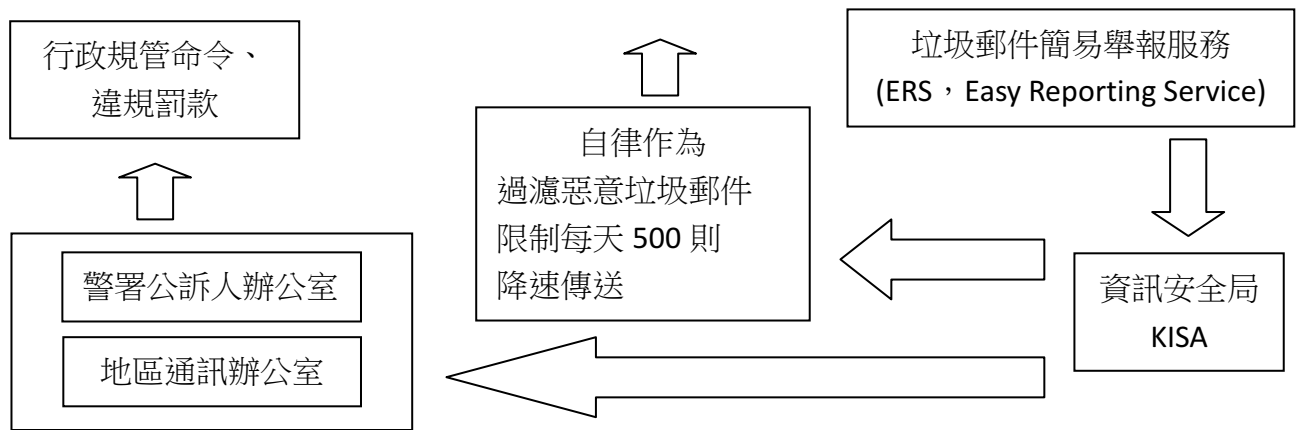 行政規管命令、
違規罰款
垃圾郵件簡易舉報服務
(ERS，Easy Reporting Service)
自律作為
過濾惡意垃圾郵件
限制每天 500 則
降速傳送
警署公訴人辦公室
地區通訊辦公室
資訊安全局
KISA